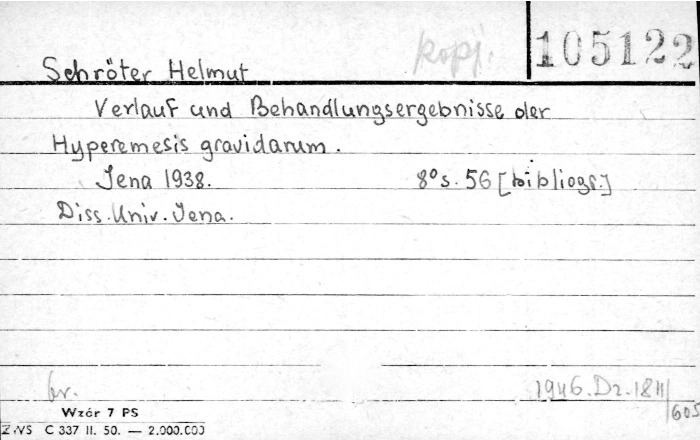 kopj. 105122
Schröter Helmut
Verlauf und Behandlungsergebnisse der
Hyperemesis gravidarum.
Jena 1938. 8° s. 56 [bibliogr.]
Diss. Univ. Jena.
br. 1946. Dz. 1811/605
Wzór 7 PS
ZWS C 337 II. 50. — 2.000.000